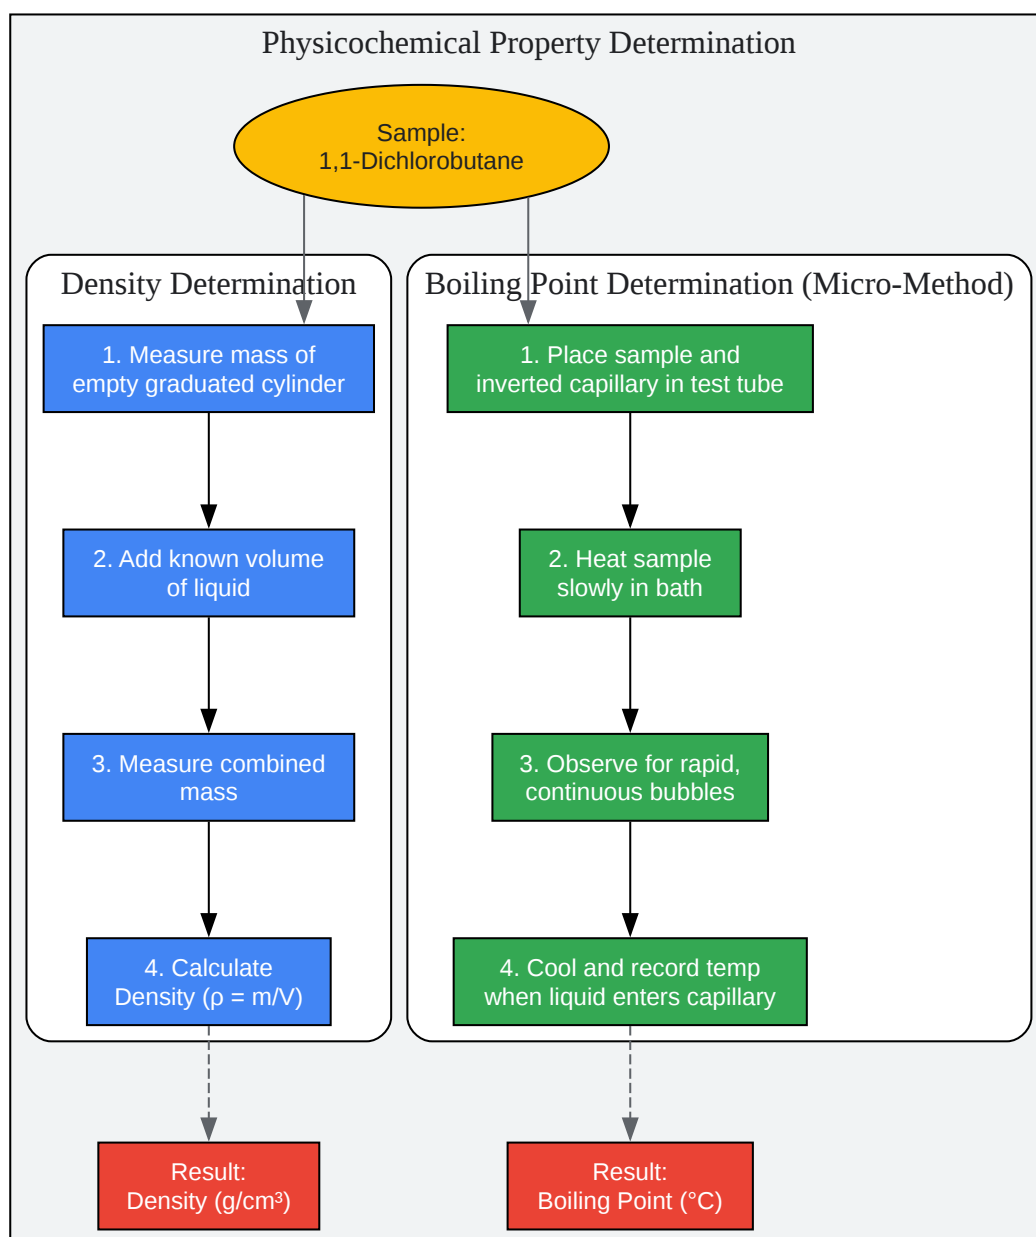 Physicochemical Property Determination
Sample:
1,1-Dichlorobutane
Density Determination
1. Measure mass of
empty graduated cylinder
2. Add known volume
of liquid
3. Measure combined
mass
4. Calculate
Density (ρ = m/V)
Result:
Density (g/cm³)
Boiling Point Determination (Micro-Method)
1. Place sample and
inverted capillary in test tube
2. Heat sample
slowly in bath
3. Observe for rapid,
continuous bubbles
4. Cool and record temp
when liquid enters capillary
Result:
Boiling Point (°C)